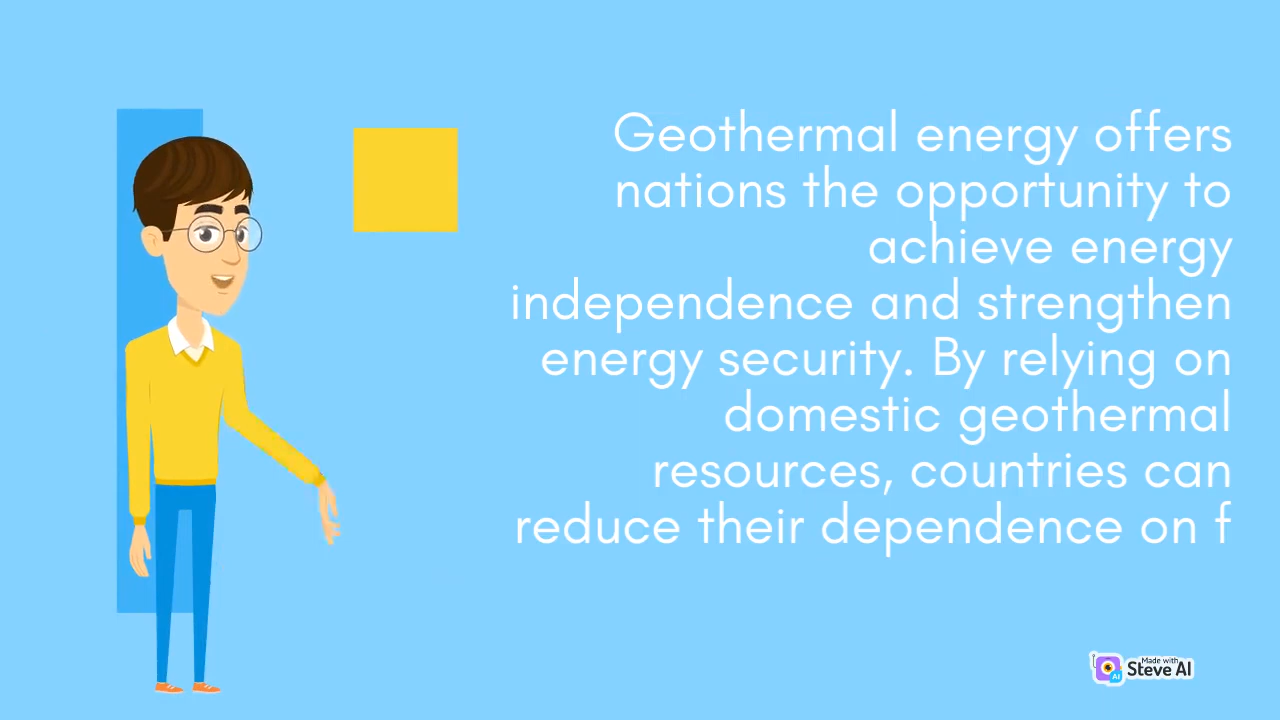 Geothermal energy offers
nations the opportunity to
achieve energy
independence and strengthen
energy security. By relying on
domestic geothermal
resources, countries can
reduce their dependence on f
Made with
Steve AI
AI